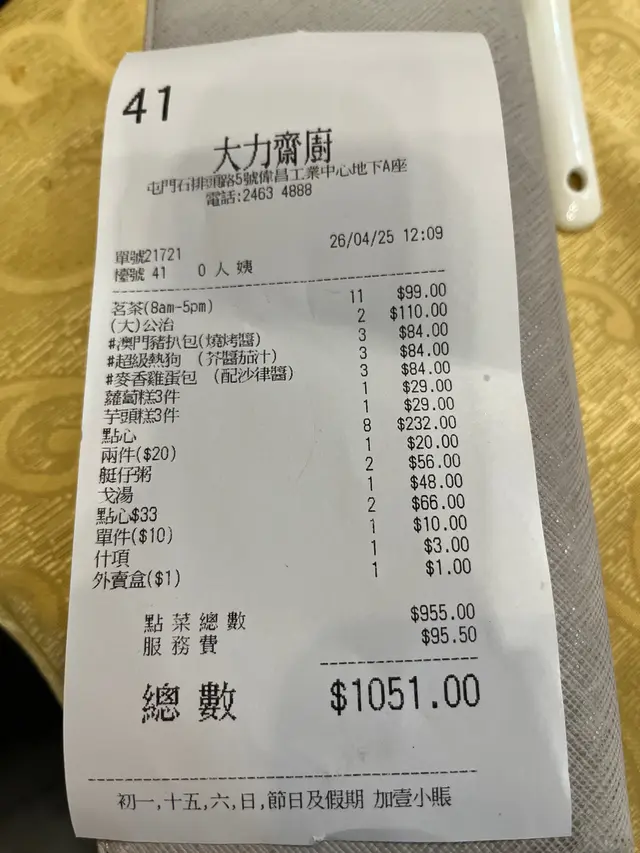 41
大力齋廚
屯門石排頭路5號偉昌工業中心地下A座
電話:2463 4888
單號21721 26/04/25 12:09
檯號 41 0 人 姨
茗茶(8am-5pm) 11 $99.00
(大)公治 2 $110.00
#澳門豬扒包(燒烤醬) 3 $84.00
#超級熱狗 (芥醬茄汁) 3 $84.00
#麥香雞蛋包 (配沙律醬) 3 $84.00
蘿蔔糕3件 1 $29.00
芋頭糕3件 1 $29.00
點心 8 $232.00
兩件($20) 1 $20.00
艇仔粥 2 $56.00
戈湯 1 $48.00
點心$33 2 $66.00
單件($10) 1 $10.00
什項 1 $3.00
外賣盒($1) 1 $1.00
點菜總數 $955.00
服務費 $95.50
總數 $1051.00
初一,十五,六,日,節日及假期 加壹小賬